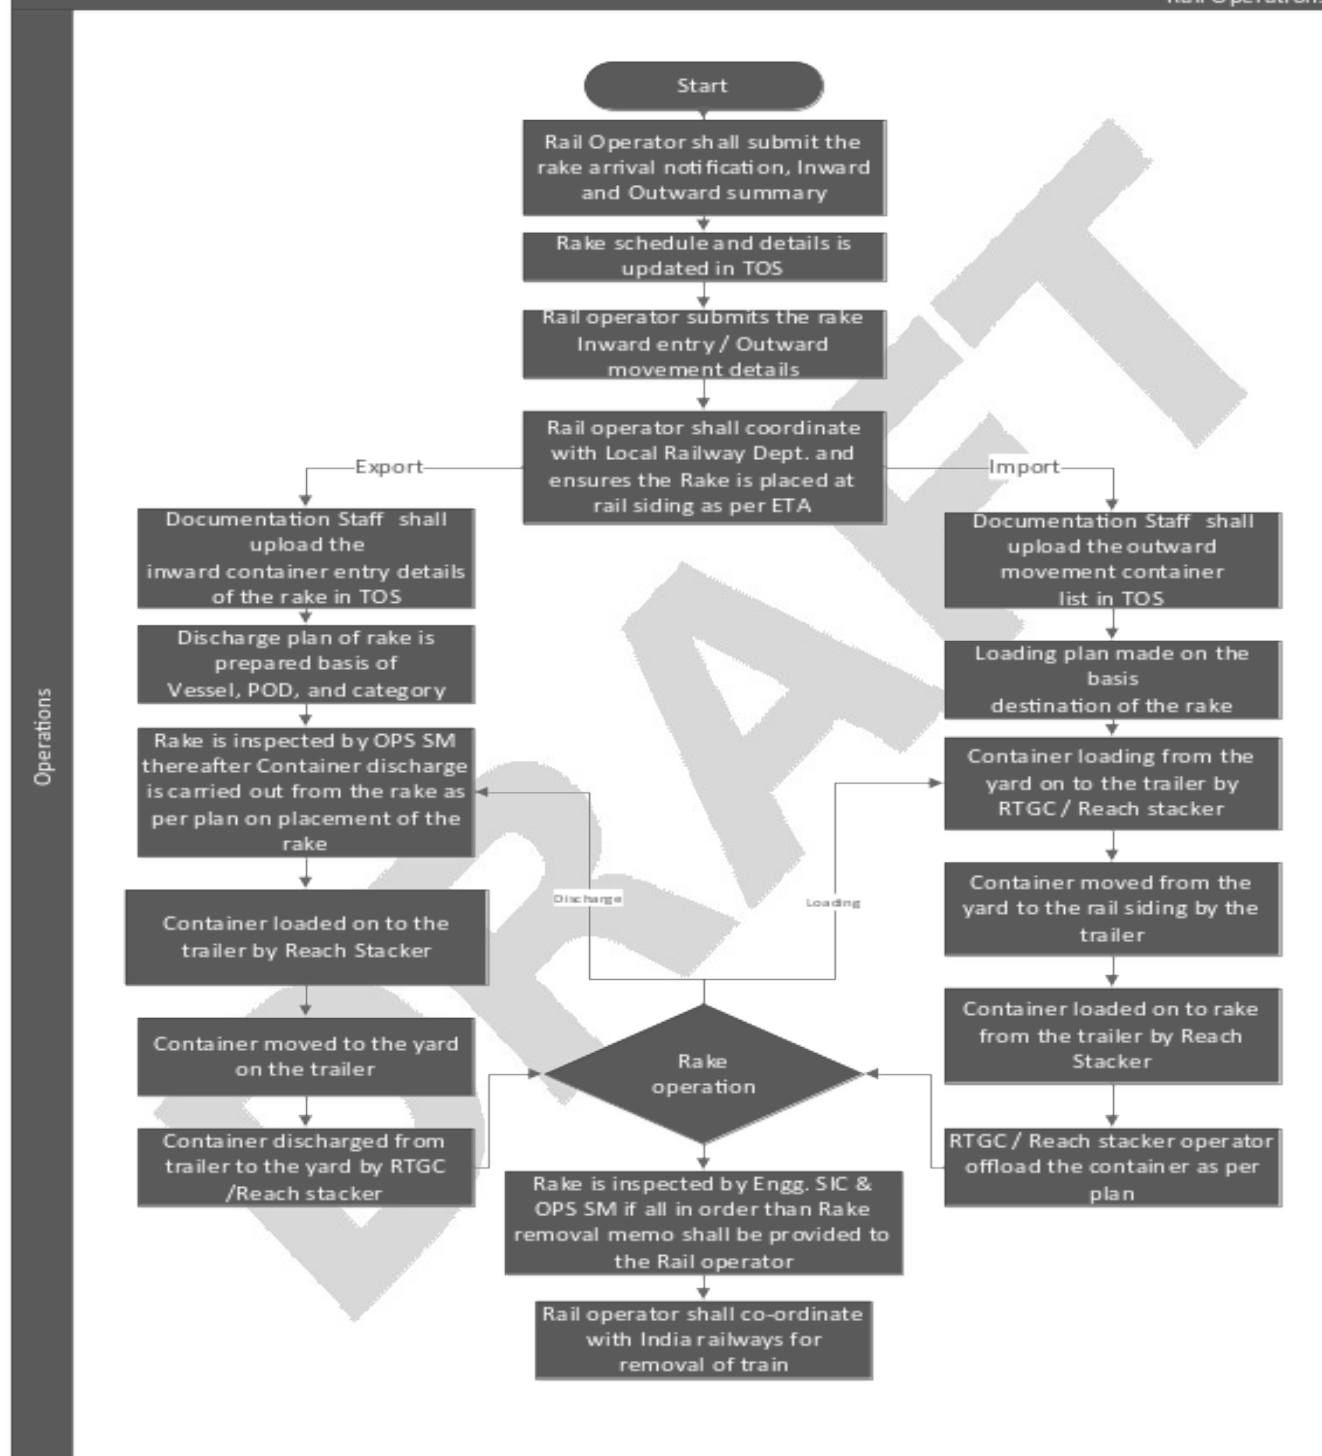 Rail Operations
Operations
Start
Rail Operator shall submit the
rake arrival notification, Inward
and Outward summary
Rake schedule and details is
updated in TOS
Rail operator submits the rake
Inward entry / Outward
movement details
Rail operator shall coordinate
with Local Railway Dept. and
ensures the Rake is placed at
rail siding as per ETA
Export
Import
Documentation Staff shall
upload the
inward container entry details
of the rake in TOS
Discharge plan of rake is
prepared basis of
Vessel, POD, and category
Rake is inspected by OPS SM
thereafter Container discharge
is carried out from the rake as
per plan on placement of the
rake
Container loaded on to the
trailer by Reach Stacker
Container moved to the yard
on the trailer
Container discharged from
trailer to the yard by RTGC
/Reach stacker
Documentation Staff shall
upload the outward
movement container
list in TOS
Loading plan made on the
basis
destination of the rake
Container loading from the
yard on to the trailer by
RTGC / Reach stacker
Container moved from the
yard to the rail siding by the
trailer
Container loaded on to rake
from the trailer by Reach
Stacker
RTGC / Reach stacker operator
offload the container as per
plan
Discharge
Loading
Rake
operation
Rake is inspected by Engg. SIC &
OPS SM if all in order than Rake
removal memo shall be provided to
the Rail operator
Rail operator shall co-ordinate
with India railways for
removal of train
DRAFT